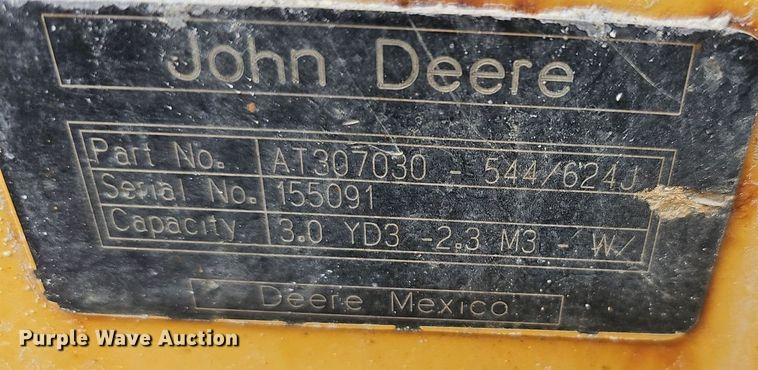 John Deere
Part No. AT307030 - 544/624J
Serial No. 155091
Capacity 3.0 YD3 -2.3 M3 - W/
Deere Mexico
Purple Wave Auction